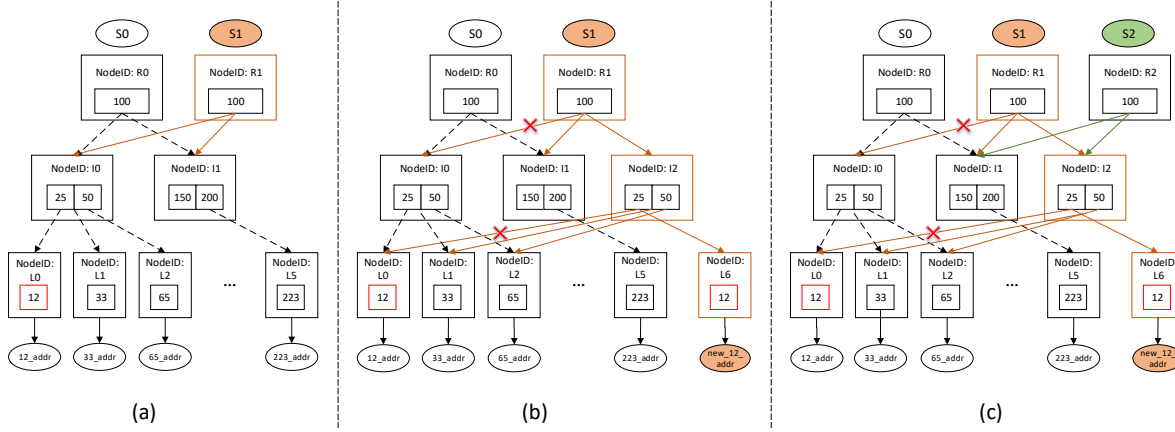 S0 S1
NodeID: R0 NodeID: R1
100 100
NodeID: I0 NodeID: I1
25 50 150 200
NodeID: L0 NodeID: L1 NodeID: L2 NodeID: L5
12 33 65 ... 223
12_addr 33_addr 65_addr 223_addr
(a)
S0 S1
NodeID: R0 NodeID: R1
100 100
NodeID: I0 NodeID: I1 NodeID: I2
25 50 150 200 25 50
NodeID: L0 NodeID: L1 NodeID: L2 NodeID: L5 NodeID: L6
12 33 65 ... 223 12
12_addr 33_addr 65_addr 223_addr new_12_addr
(b)
S0 S1 S2
NodeID: R0 NodeID: R1 NodeID: R2
100 100 100
NodeID: I0 NodeID: I1 NodeID: I2
25 50 150 200 25 50
NodeID: L0 NodeID: L1 NodeID: L2 NodeID: L5 NodeID: L6
12 33 65 ... 223 12
12_addr 33_addr 65_addr 223_addr new_12_addr
(c)